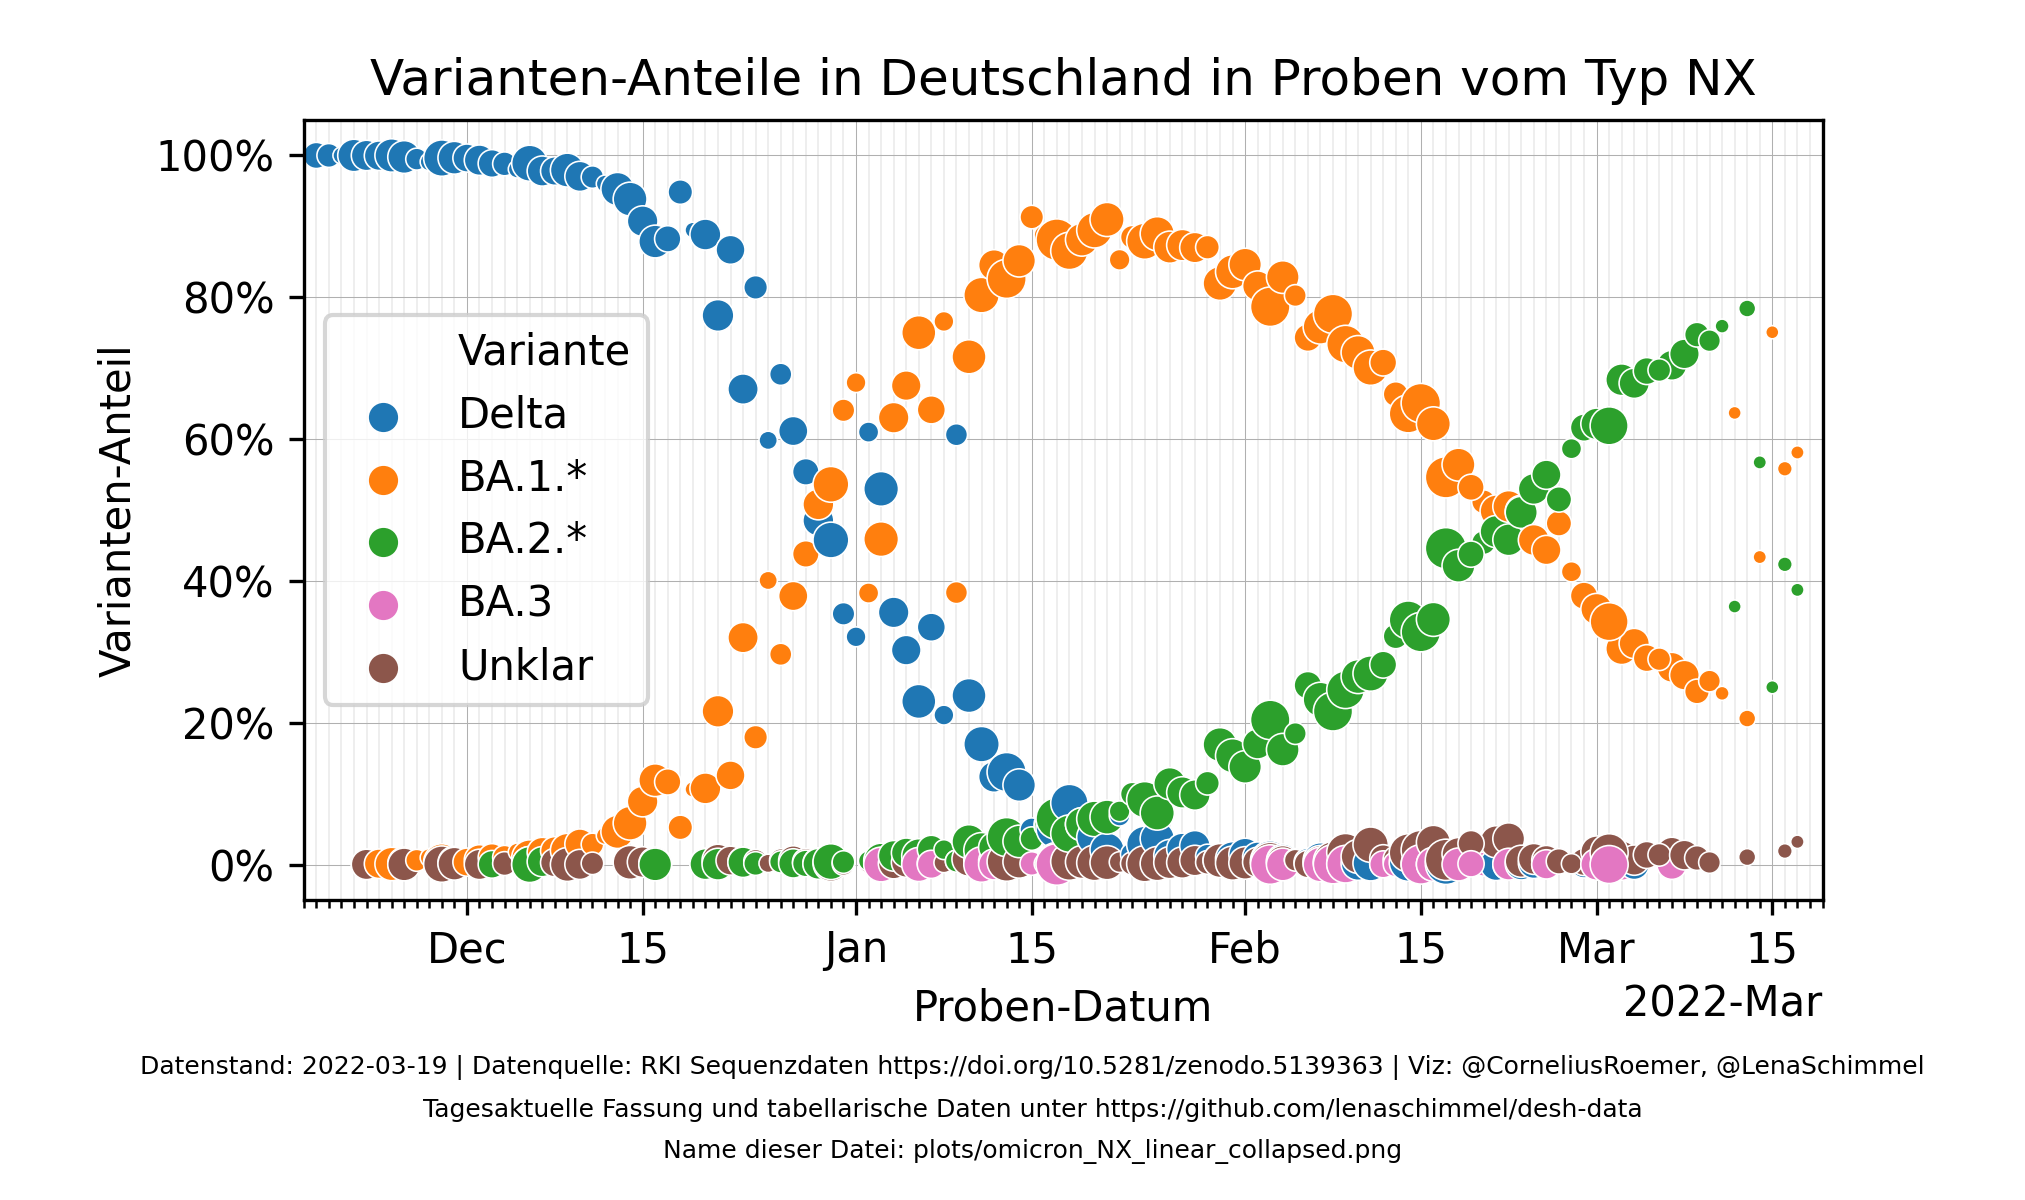 Varianten-Anteile in Deutschland in Proben vom Typ NX
Varianten-Anteil
100%
80%
60%
40%
20%
0%
Variante
Delta
BA.1.*
BA.2.*
BA.3
Unklar
Dec 15 Jan 15 Feb 15 Mar 15
Proben-Datum
2022-Mar
Datenstand: 2022-03-19 | Datenquelle: RKI Sequenzdaten https://doi.org/10.5281/zenodo.5139363 | Viz: @CorneliusRoemer, @LenaSchimmel
Tagesaktuelle Fassung und tabellarische Daten unter https://github.com/lenaschimmel/desh-data
Name dieser Datei: plots/omicron_NX_linear_collapsed.png